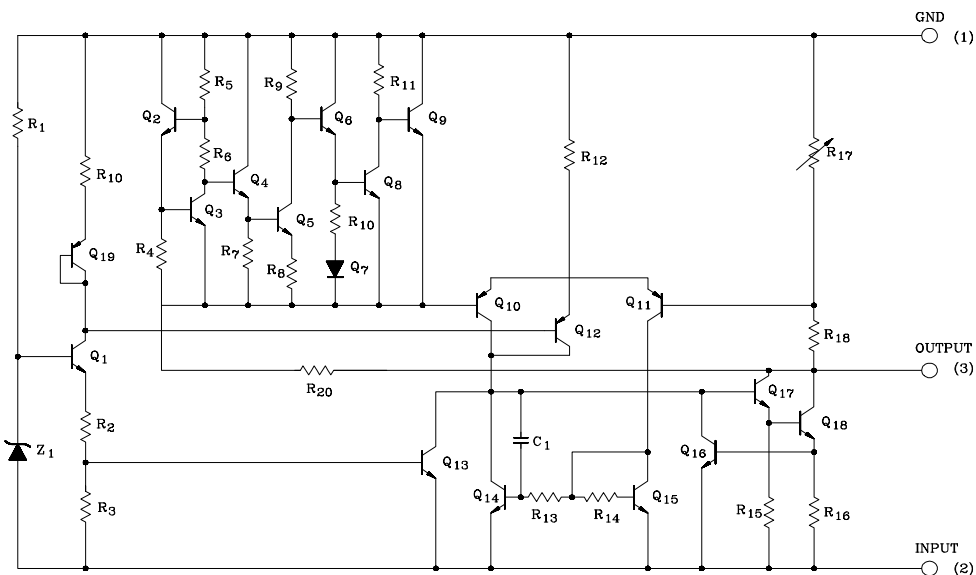 GND
(1)
R5
R9
R11
Q2
Q6
Q9
R1
R6
R12
R17
R10
Q4
Q8
Q3
Q5
R10
R4
R7
R8
Q7
Q19
Q10
Q11
Q12
R18
OUTPUT
(3)
Q1
R20
Q17
R2
Q18
C1
Z1
Q13
Q16
Q14
Q15
R3
R13
R14
R15
R16
INPUT
(2)